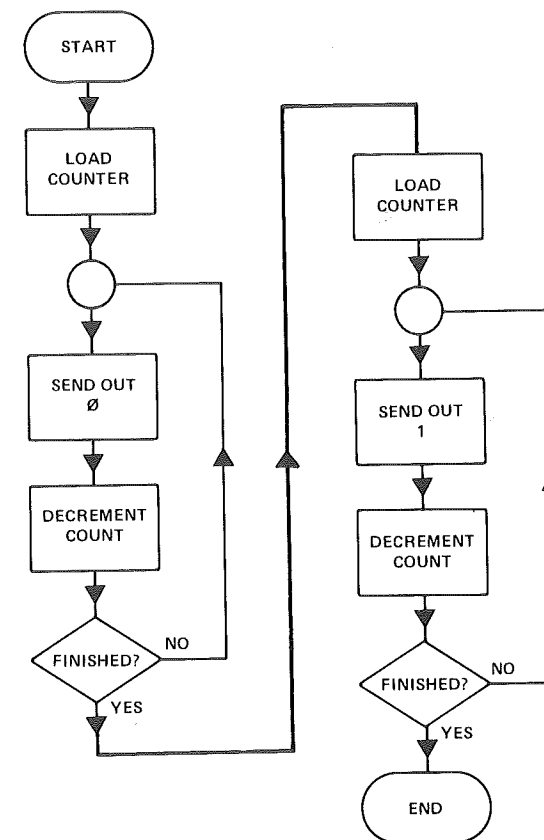 START
LOAD
COUNTER
SEND OUT
Ø
DECREMENT
COUNT
FINISHED?
NO
YES
LOAD
COUNTER
SEND OUT
1
DECREMENT
COUNT
FINISHED?
NO
YES
END